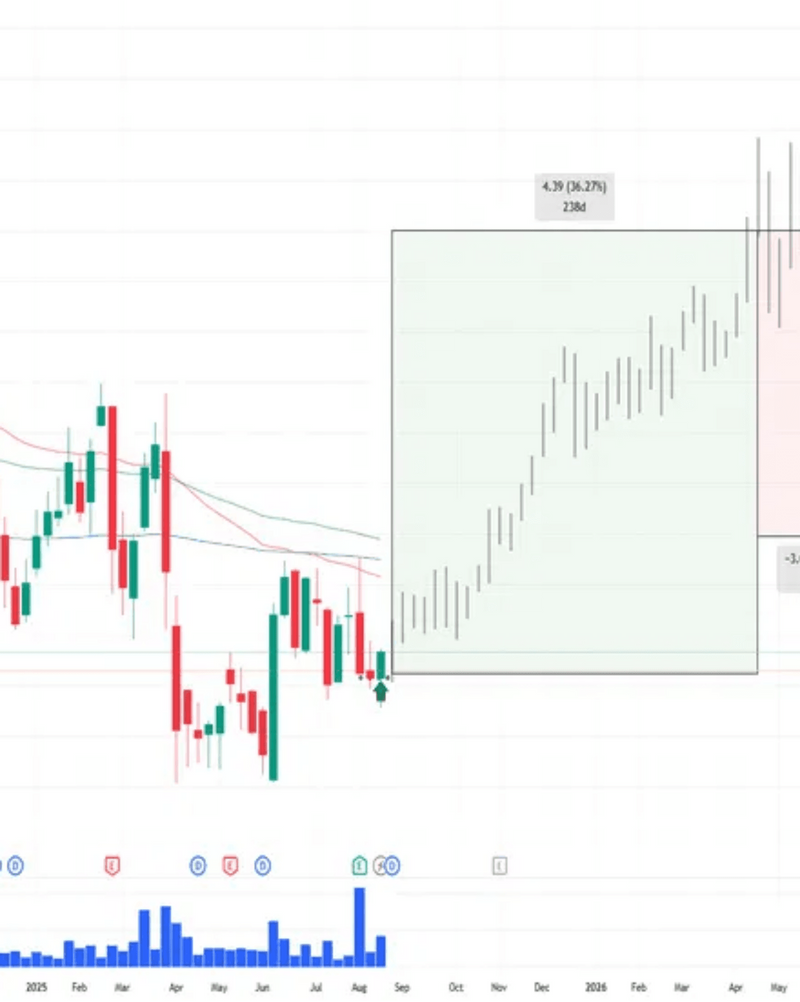 4.39 (36.27%)
238d
-3.
D D E D E D E D E
2025 Feb Mar Apr May Jun Jul Aug Sep Oct Nov Dec 2026 Feb Mar Apr May